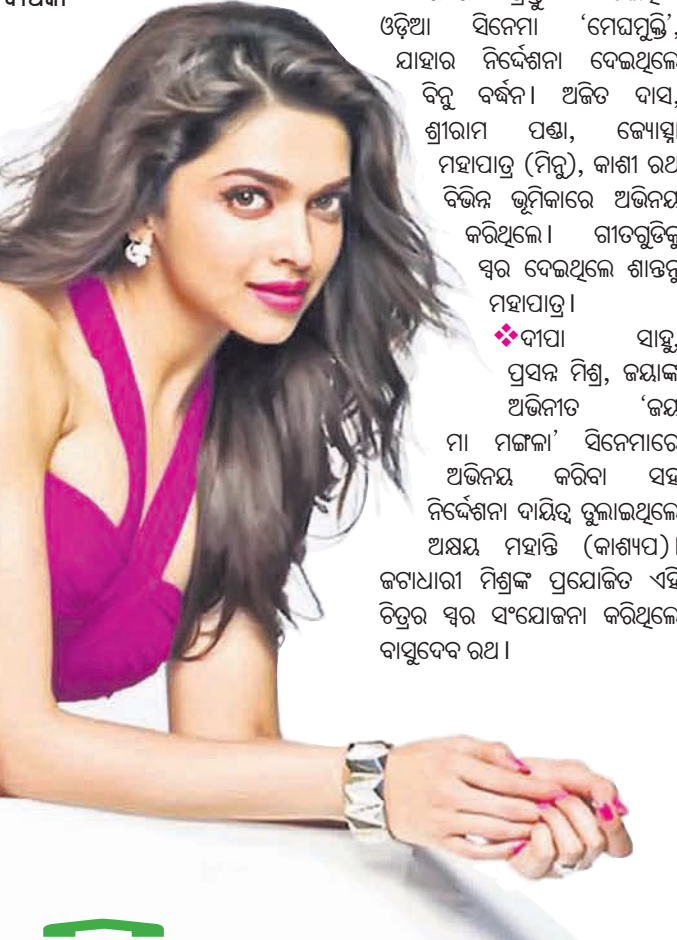 ଓଡ଼ିଆ ସିନେମା ‘ମେଘମୁକ୍ତି’,
ଯାହାର ନିର୍ଦ୍ଦେଶନା ଦେଇଥିଲେ
ବିନୁ ବର୍ଦ୍ଧନ। ଅଜିତ ଦାସ,
ଶ୍ରୀରାମ ପଣ୍ଡା, ଜ୍ୟୋତ୍ସ୍ନା
ମହାପାତ୍ର (ମିନୁ), କାଶୀ ରଥ
ବିଭିନ୍ନ ଭୂମିକାରେ ଅଭିନୟ
କରିଥିଲେ। ଗୀତଗୁଡିକୁ
ସ୍ୱର ଦେଇଥିଲେ ଶାନ୍ତନୁ
ମହାପାତ୍ର।
❖ଦୀପା ସାହୁ,
ପ୍ରସନ୍ନ ମିଶ୍ର, ଜୟାଙ୍କ
ଅଭିନୀତ ‘ଜୟ
ମା ମଙ୍ଗଳା’ ସିନେମାରେ
ଅଭିନୟ କରିବା ସହ
ନିର୍ଦ୍ଦେଶନା ଦାୟିତ୍ୱ ତୁଲାଇଥିଲେ
ଅକ୍ଷୟ ମହାନ୍ତି (କାଶ୍ୟପ)।
ଜଟାଧାରୀ ମିଶ୍ରଙ୍କ ପ୍ରଯୋଜିତ ଏହି
ଚିତ୍ରର ସ୍ୱର ସଂଯୋଜନା କରିଥିଲେ
ବାସୁଦେବ ରଥ।